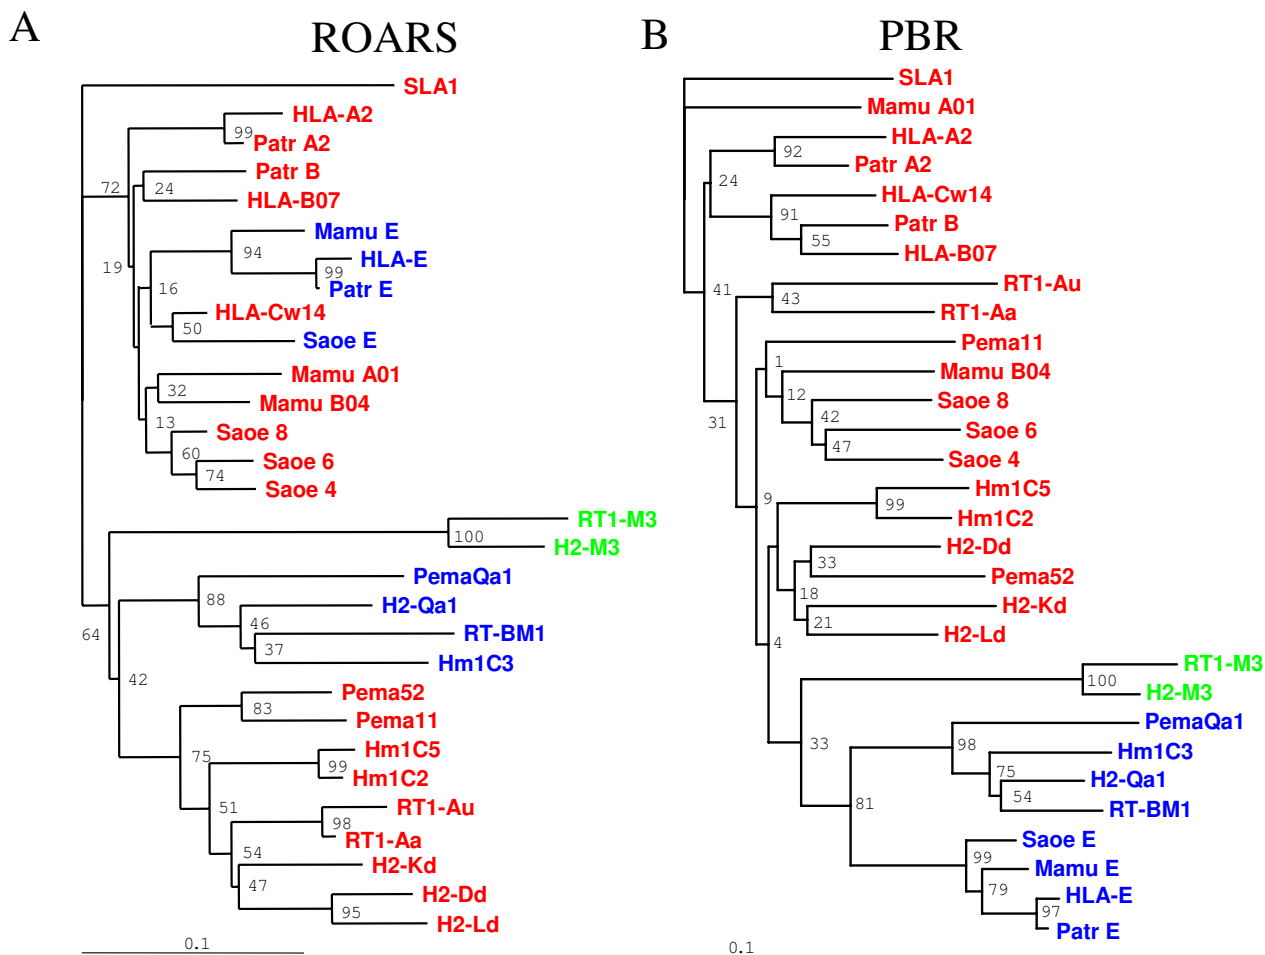 A
ROARS
SLA1
HLA-A2
99
Patr A2
Patr B
72
24
HLA-B07
Mamu E
94
HLA-E
19
99
16
Patr E
HLA-Cw14
50
Saoe E
Mamu A01
32
Mamu B04
13
Saoe 8
60
Saoe 6
74
Saoe 4
RT1-M3
100
H2-M3
PemaQa1
88
H2-Qa1
46
64
RT-BM1
37
Hm1C3
42
Pema52
83
Pema11
75
Hm1C5
99
Hm1C2
51
RT1-Au
98
RT1-Aa
54
H2-Kd
47
H2-Dd
95
H2-Ld
0.1
B
PBR
SLA1
Mamu A01
HLA-A2
92
Patr A2
24
HLA-Cw14
91
Patr B
55
HLA-B07
41
RT1-Au
43
RT1-Aa
Pema11
1
Mamu B04
12
Saoe 8
42
31
Saoe 6
47
Saoe 4
9
Hm1C5
99
Hm1C2
H2-Dd
33
Pema52
18
H2-Kd
21
H2-Ld
4
RT1-M3
100
H2-M3
PemaQa1
33
98
Hm1C3
75
H2-Qa1
54
81
RT-BM1
Saoe E
99
Mamu E
79
HLA-E
97
Patr E
0.1